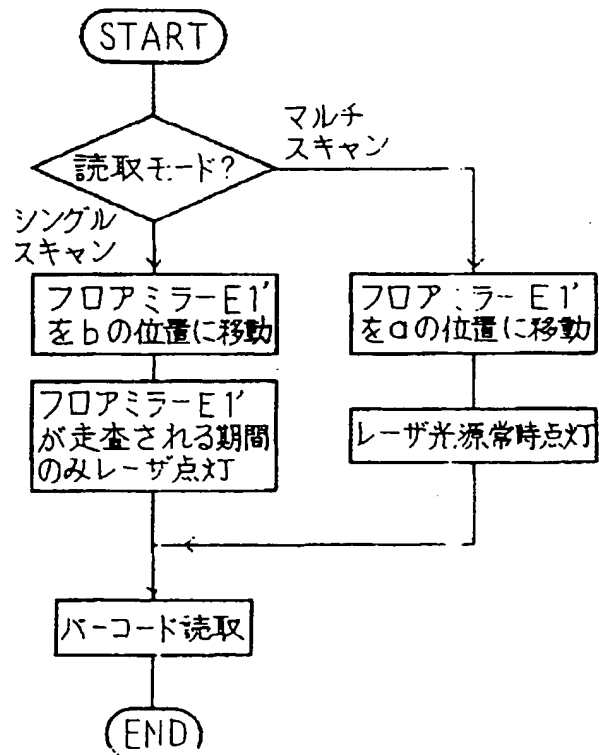 START
読取モード?
マルチ
スキャン
シングル
スキャン
フロアミラーE1'
をbの位置に移動
フロアミラーE1'
をaの位置に移動
フロアミラーE1'
が走査される期間
のみレーザ点灯
レーザ光源常時点灯
バーコード読取
END